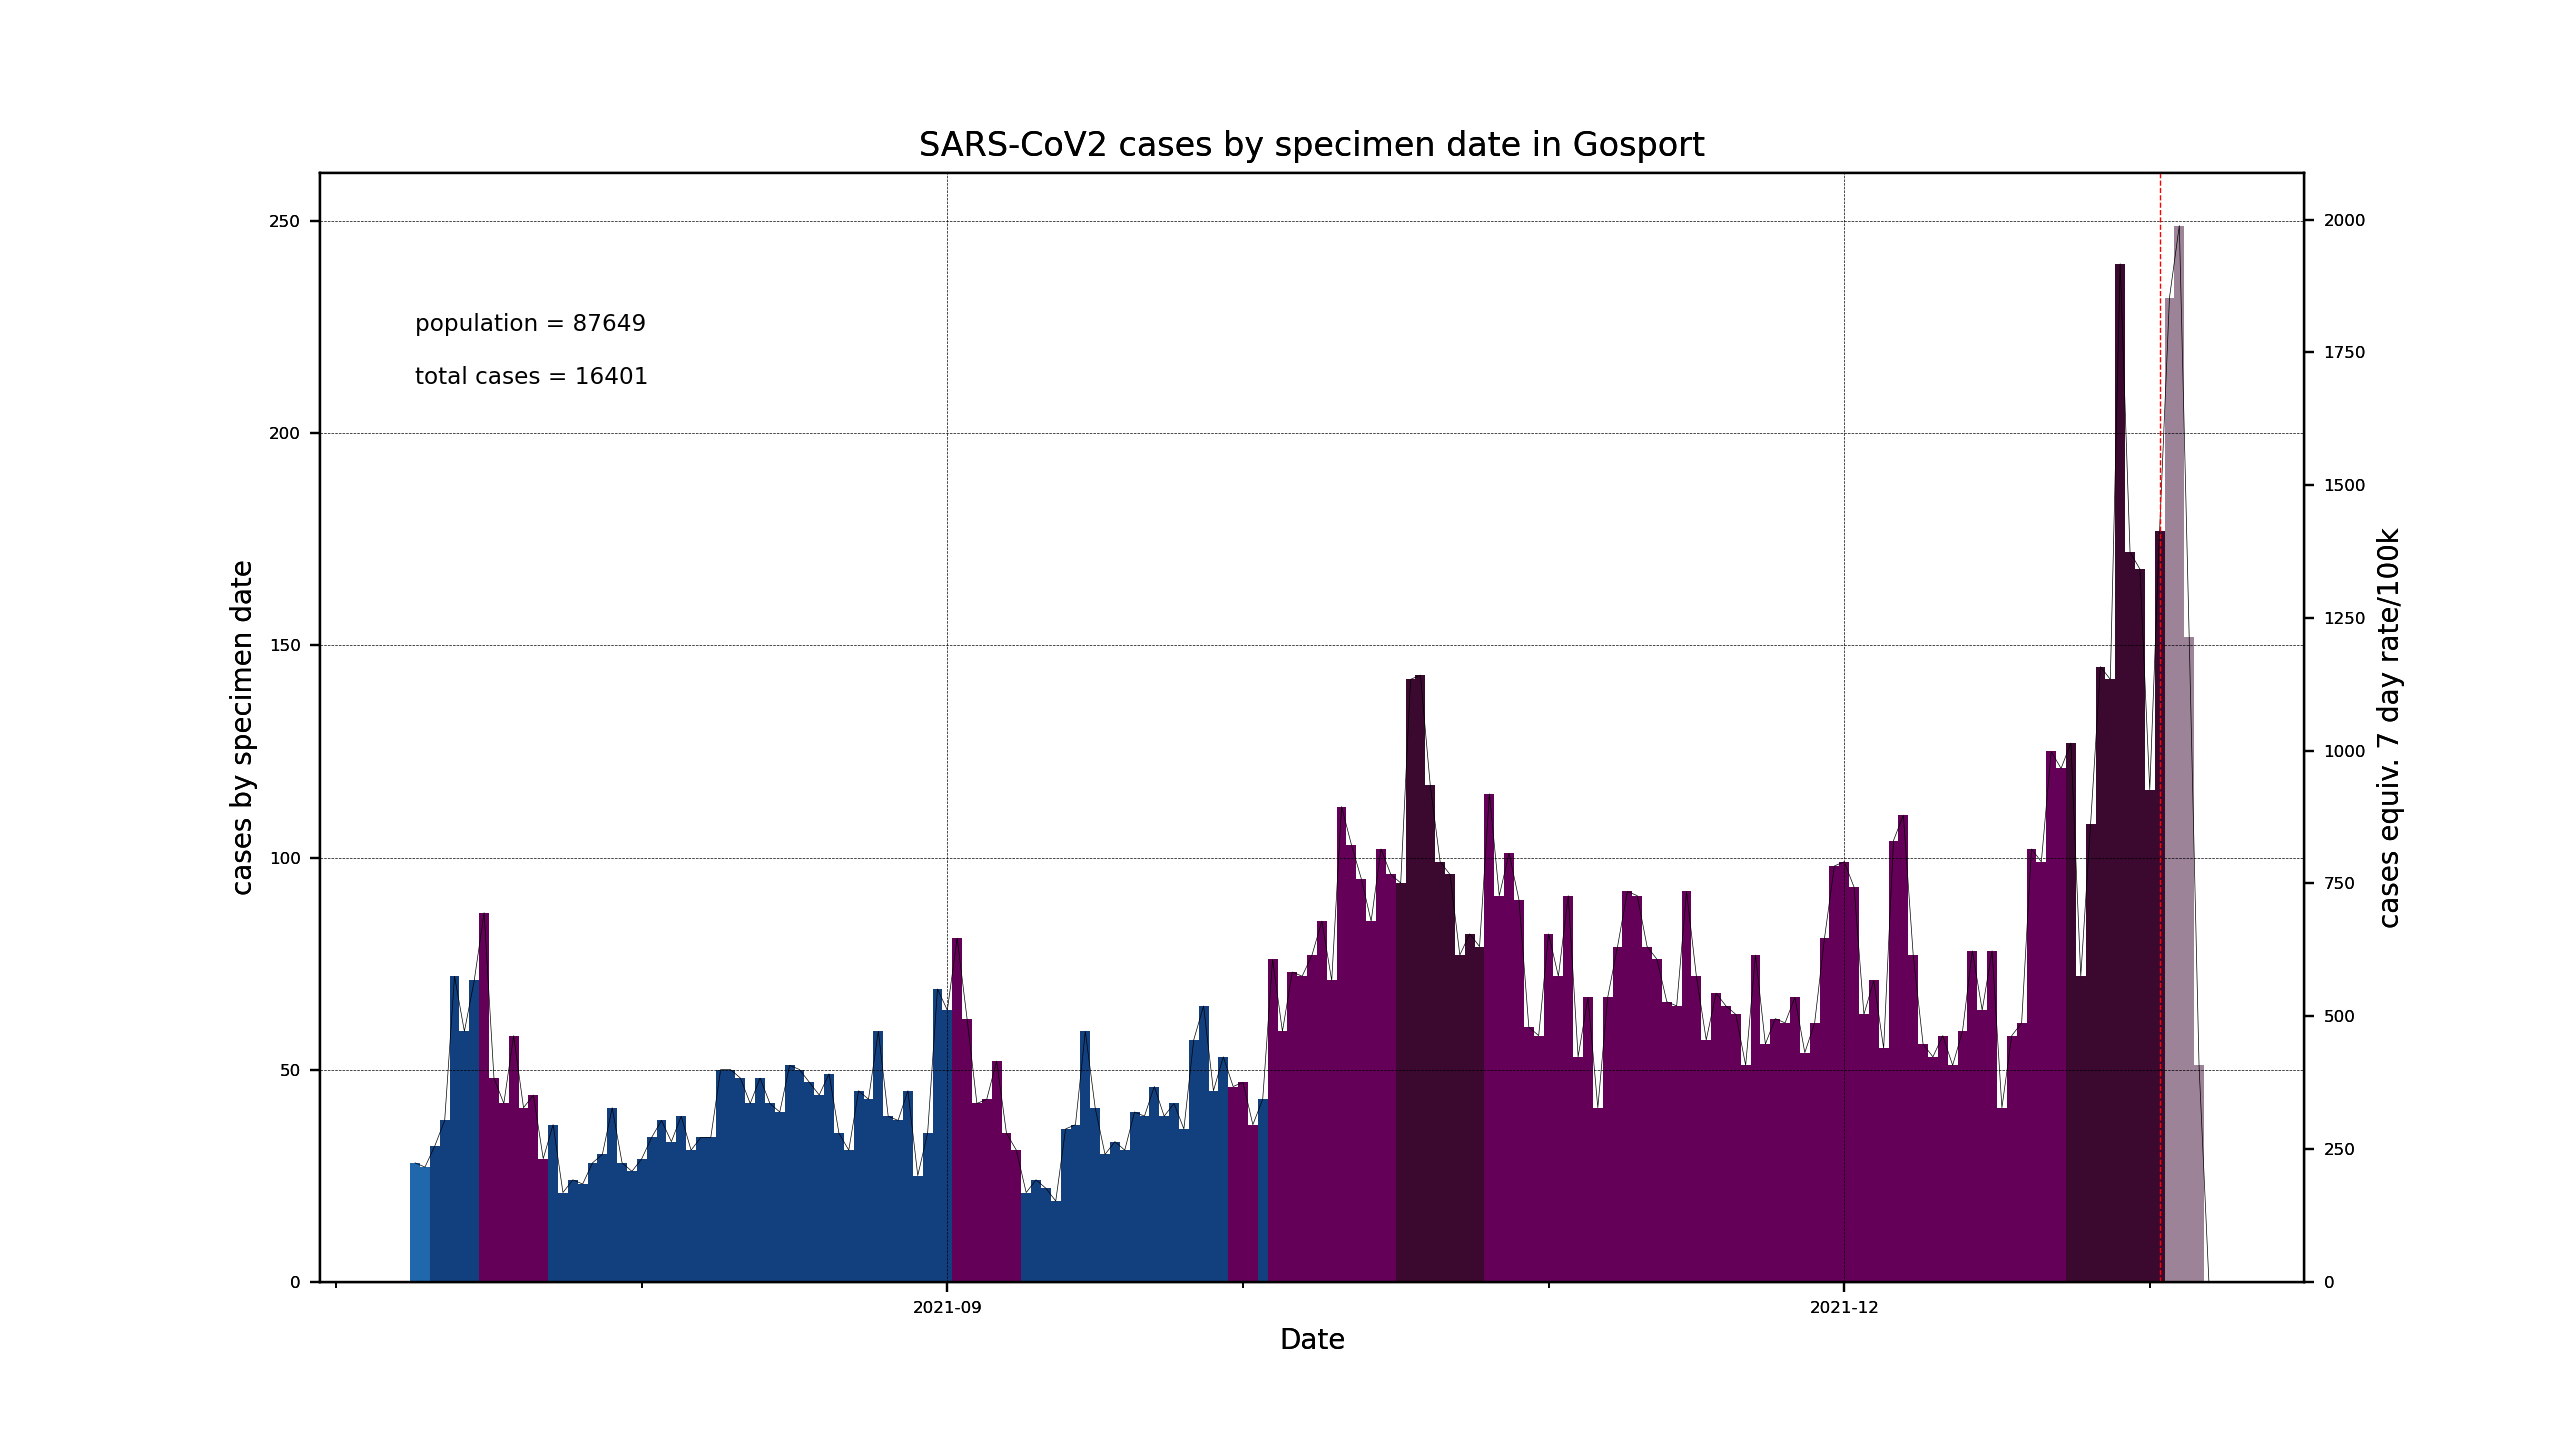 SARS-CoV2 cases by specimen date in Gosport
population = 87649
total cases = 16401
cases by specimen date
250
200
150
100
50
0
2000
1750
1500
1250
1000
750
500
250
0
cases equiv. 7 day rate/100k
2021-09
2021-12
Date